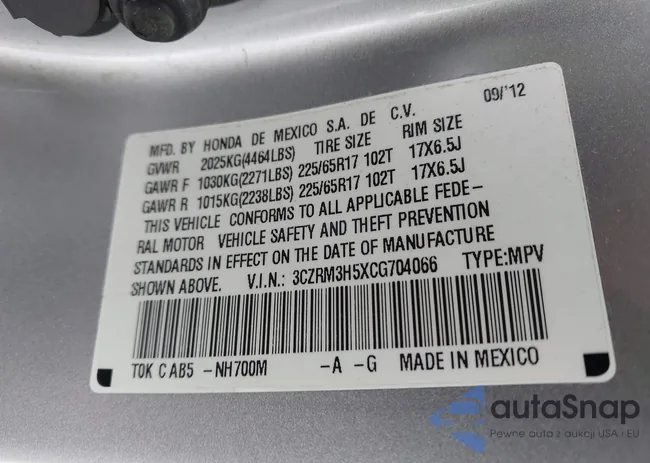 MFD. BY HONDA DE MEXICO S.A. DE C.V. 09/'12
GVWR 2025KG(4464LBS) TIRE SIZE RIM SIZE
GAWR F 1030KG(2271LBS) 225/65R17 102T 17X6.5J
GAWR R 1015KG(2238LBS) 225/65R17 102T 17X6.5J
THIS VEHICLE CONFORMS TO ALL APPLICABLE FEDE-
RAL MOTOR VEHICLE SAFETY AND THEFT PREVENTION
STANDARDS IN EFFECT ON THE DATE OF MANUFACTURE
SHOWN ABOVE. V.I.N.: 3CZRM3H5XCG704066 TYPE:MPV
T0K C AB5 -NH700M -A -G MADE IN MEXICO
autaSnap
Pewne auta z aukcji USA i EU